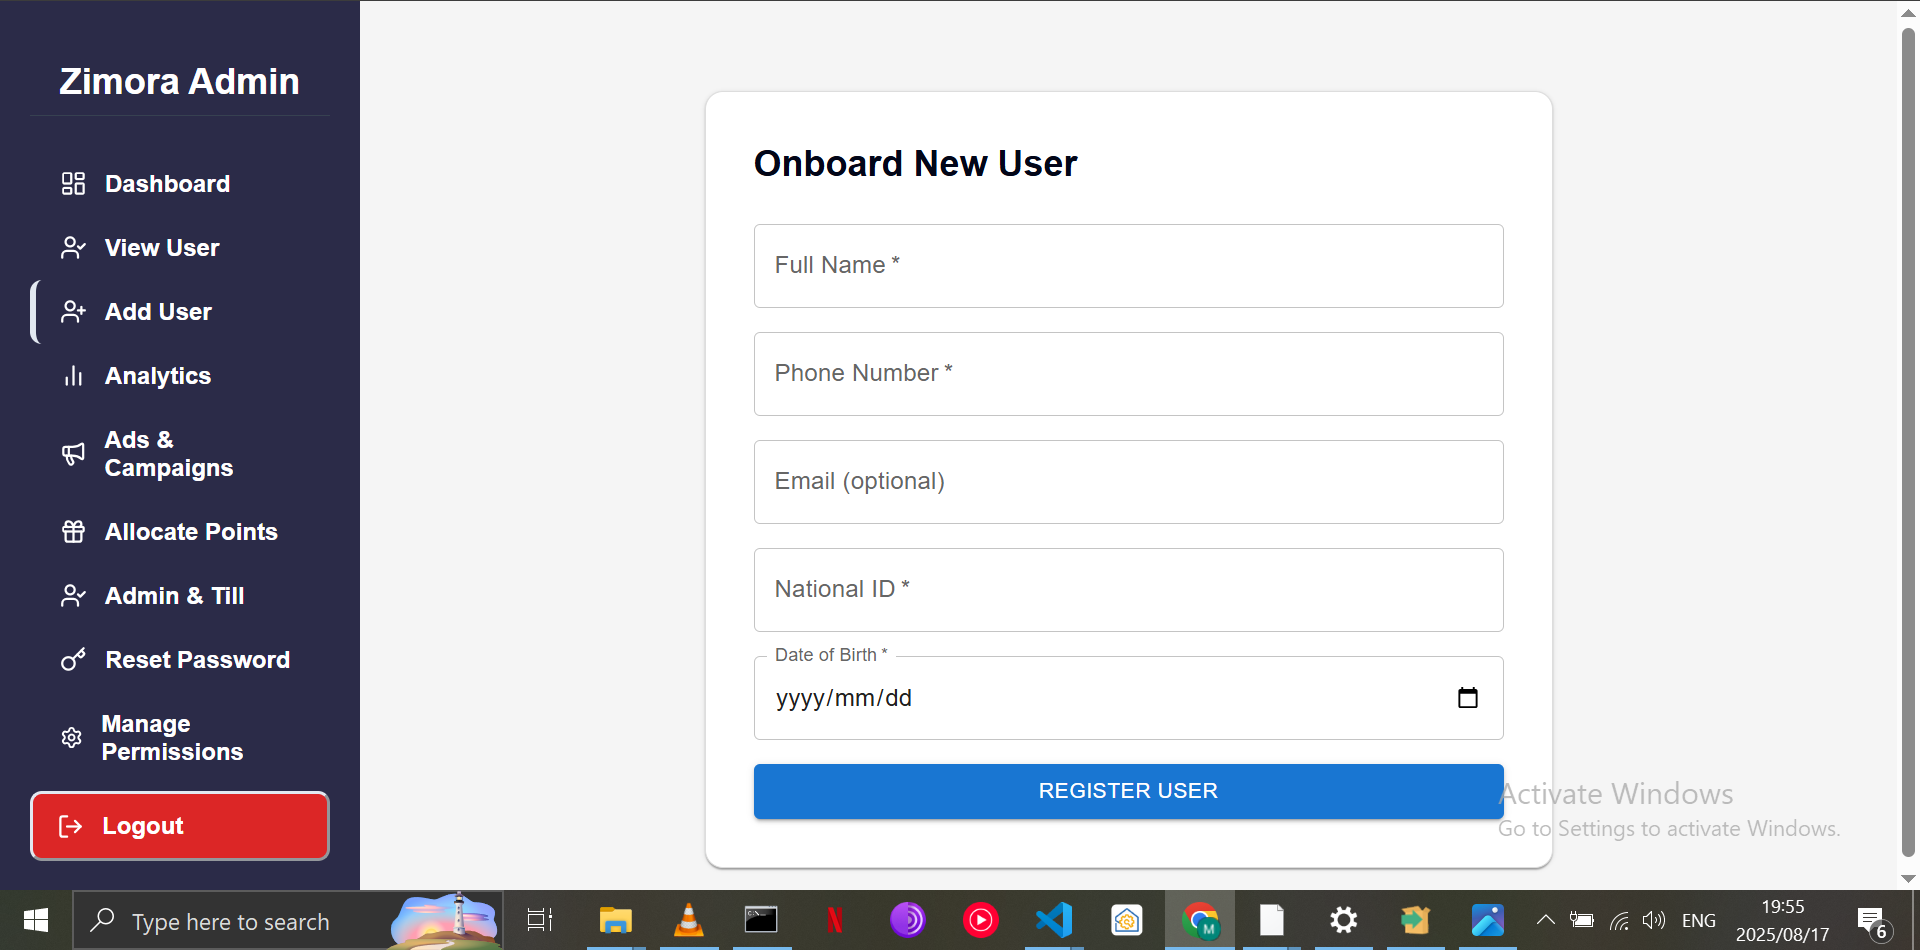 Zimora Admin
Dashboard
View User
Add User
Analytics
Ads &
Campaigns
Allocate Points
Admin & Till
Reset Password
Manage
Permissions
Logout
Onboard New User
Full Name *
Phone Number *
Email (optional)
National ID *
Date of Birth *
yyyy/mm/dd
REGISTER USER
Activate Windows
Go to Settings to activate Windows.
Type here to search
C:\_
N
M
ENG
19:55
2025/08/17
6